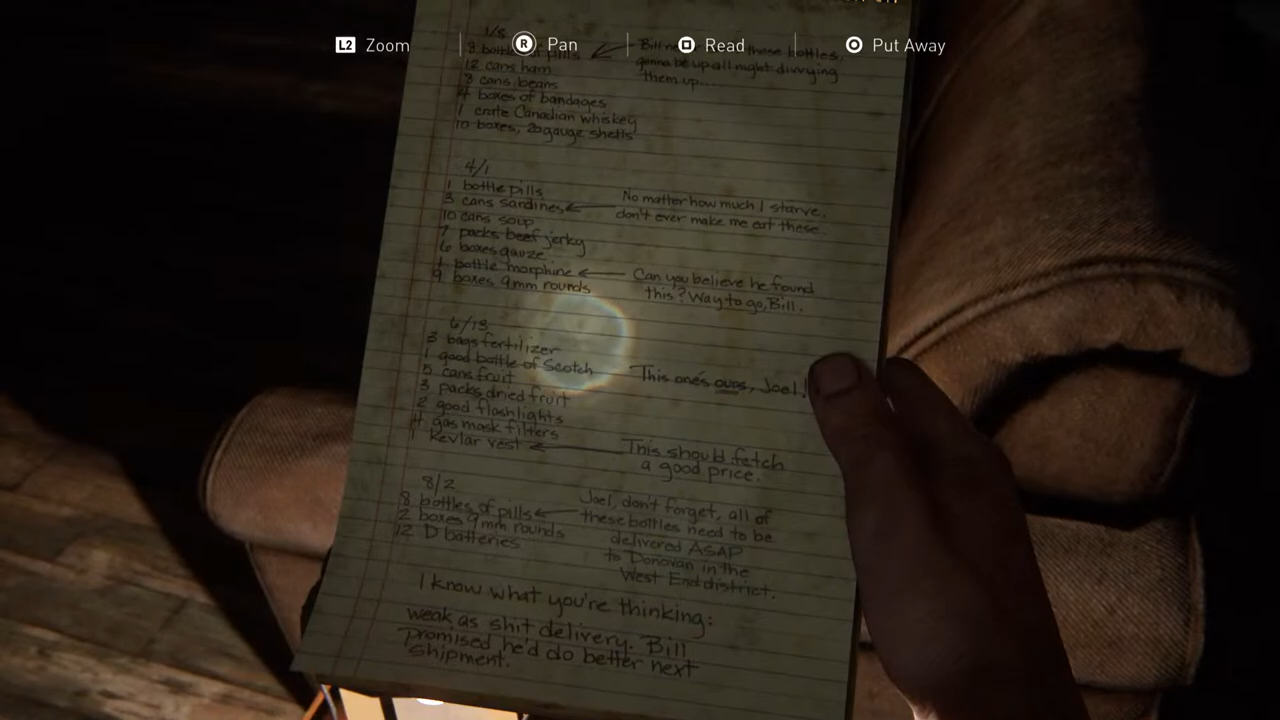 L2 Zoom
R Pan
Read
Put Away
1/5
8 bottles of pills
Bill these bottles,
12 cans ham
gonna be up all night divvying
them up....
8 cans beans
4 boxes of bandages
1 crate Canadian whiskey
10 boxes, 20 gauge shells
4/1
1 bottle pills
3 cans sardines
No matter how much I starve,
don't ever make me eat these.
10 cans soup
7 packs beef jerky
6 boxes gauze
1 bottle morphine
Can you believe he found
this? Way to go, Bill.
9 boxes 9mm rounds
6/13
3 bags fertilizer
1 good bottle of Scotch
This one's ours, Joel!
5 cans fruit
3 packs dried fruit
2 good flashlights
4 gas mask filters
1 Kevlar vest
This should fetch
a good price.
8/2
8 bottles of pills
2 boxes 9mm rounds
12 D batteries
Joel, don't forget, all of
these bottles need to be
delivered ASAP
to Donovan in the
West End district.
I know what you're thinking:
weak as shit delivery. Bill
promised he'd do better next
shipment.